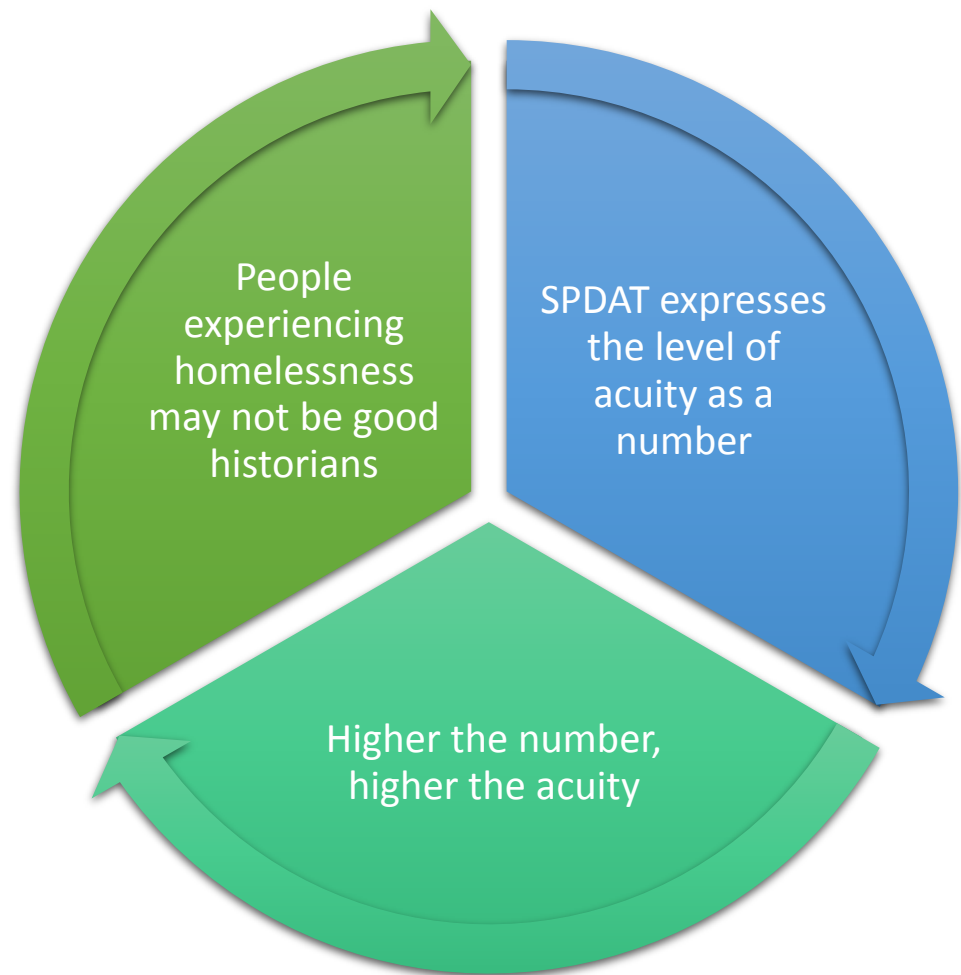 People
experiencing
homelessness
may not be good
historians
SPDAT expresses
the level of
acuity as a
number
Higher the number,
higher the acuity